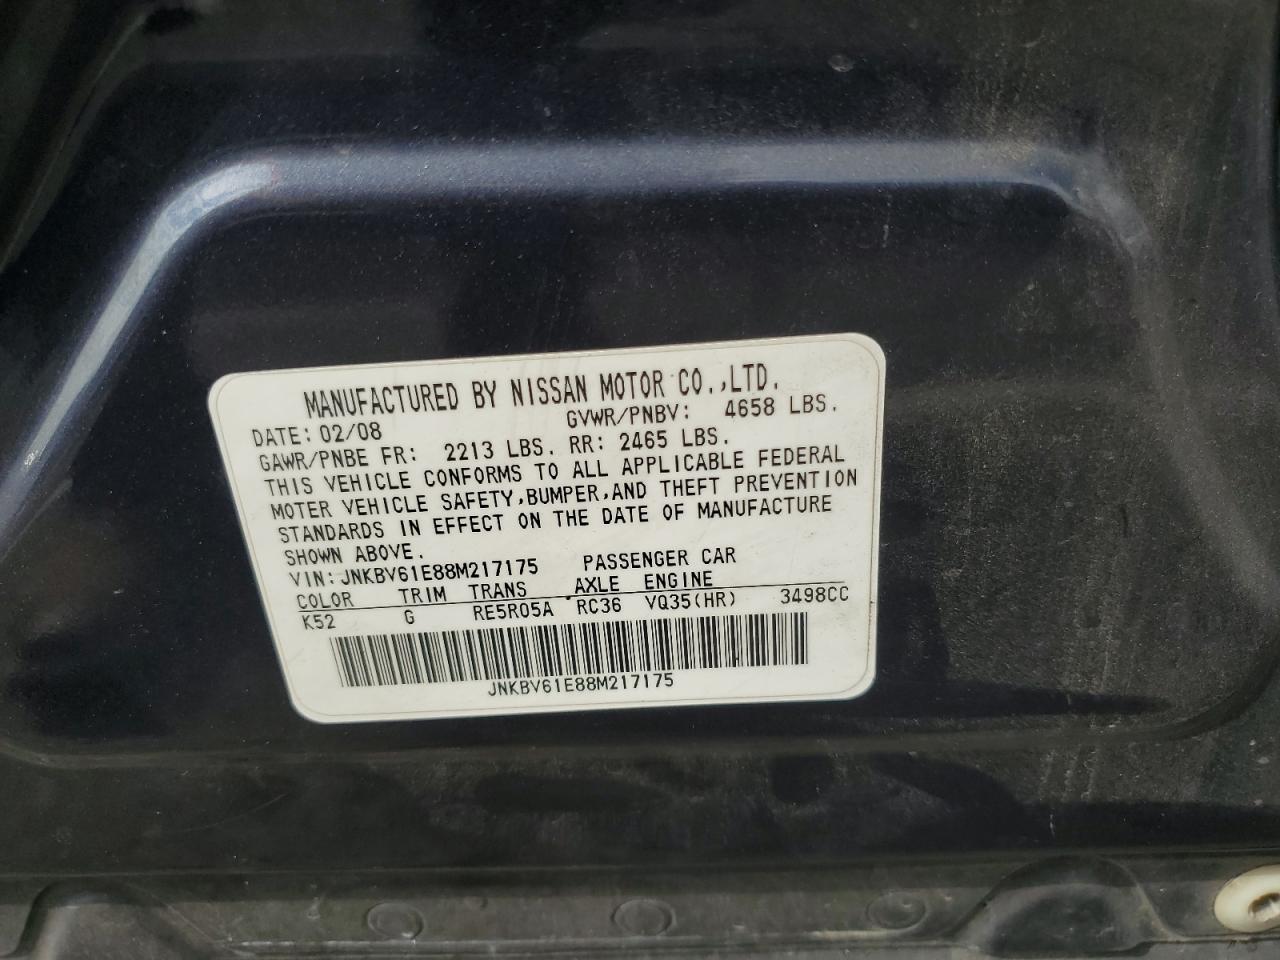 MANUFACTURED BY NISSAN MOTOR CO.,LTD.
DATE: 02/08 GVWR/PNBV: 4658 LBS.
GAWR/PNBE FR: 2213 LBS. RR: 2465 LBS.
THIS VEHICLE CONFORMS TO ALL APPLICABLE FEDERAL
MOTER VEHICLE SAFETY,BUMPER,AND THEFT PREVENTION
STANDARDS IN EFFECT ON THE DATE OF MANUFACTURE
SHOWN ABOVE.
VIN: JNKBV61E88M217175 PASSENGER CAR
COLOR TRIM TRANS AXLE ENGINE
K52 G RE5R05A RC36 VQ35(HR) 3498CC
JNKBV61E88M217175